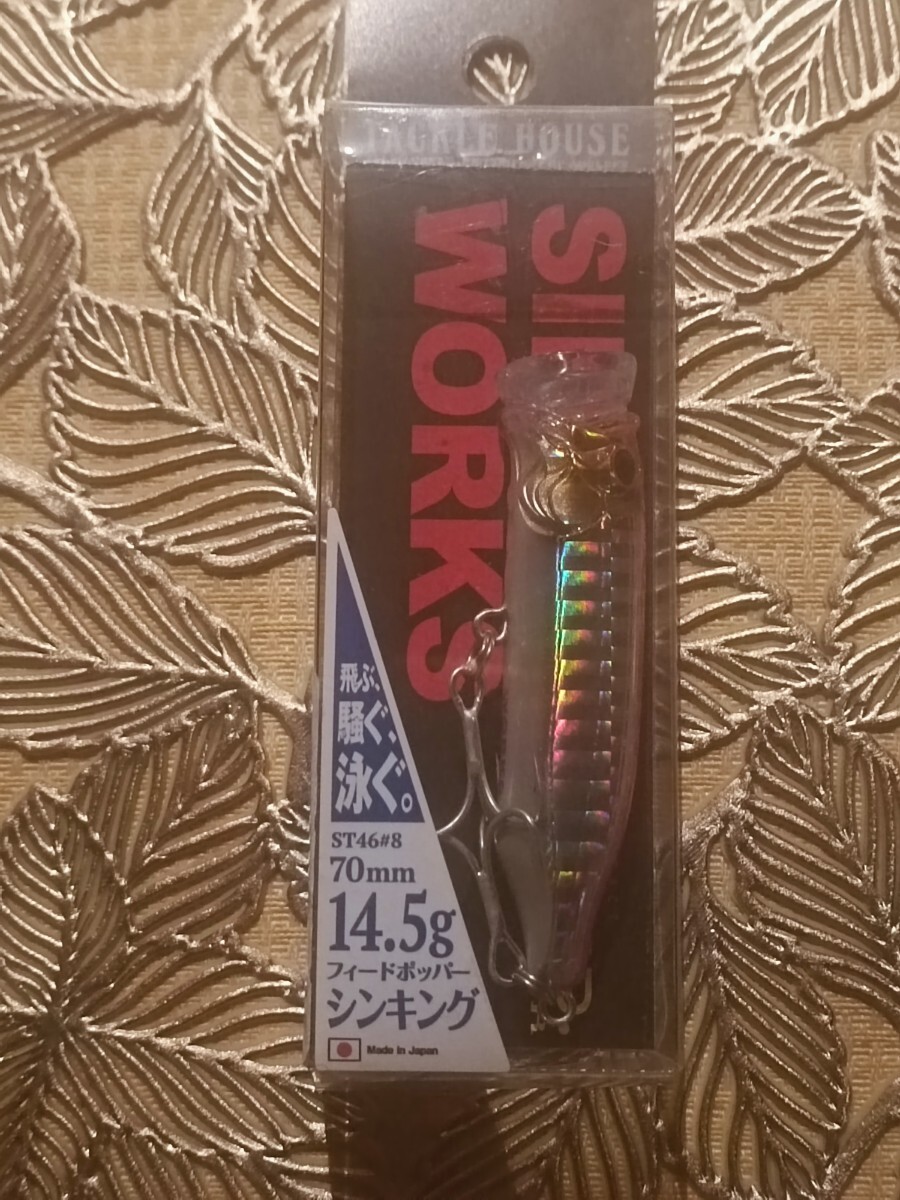 TACKLE HOUSE
WORKS
飛ぶ、
騒ぐ、
泳ぐ。
ST46#8
70mm
14.5g
フィードポッパー
シンキング
Made in Japan